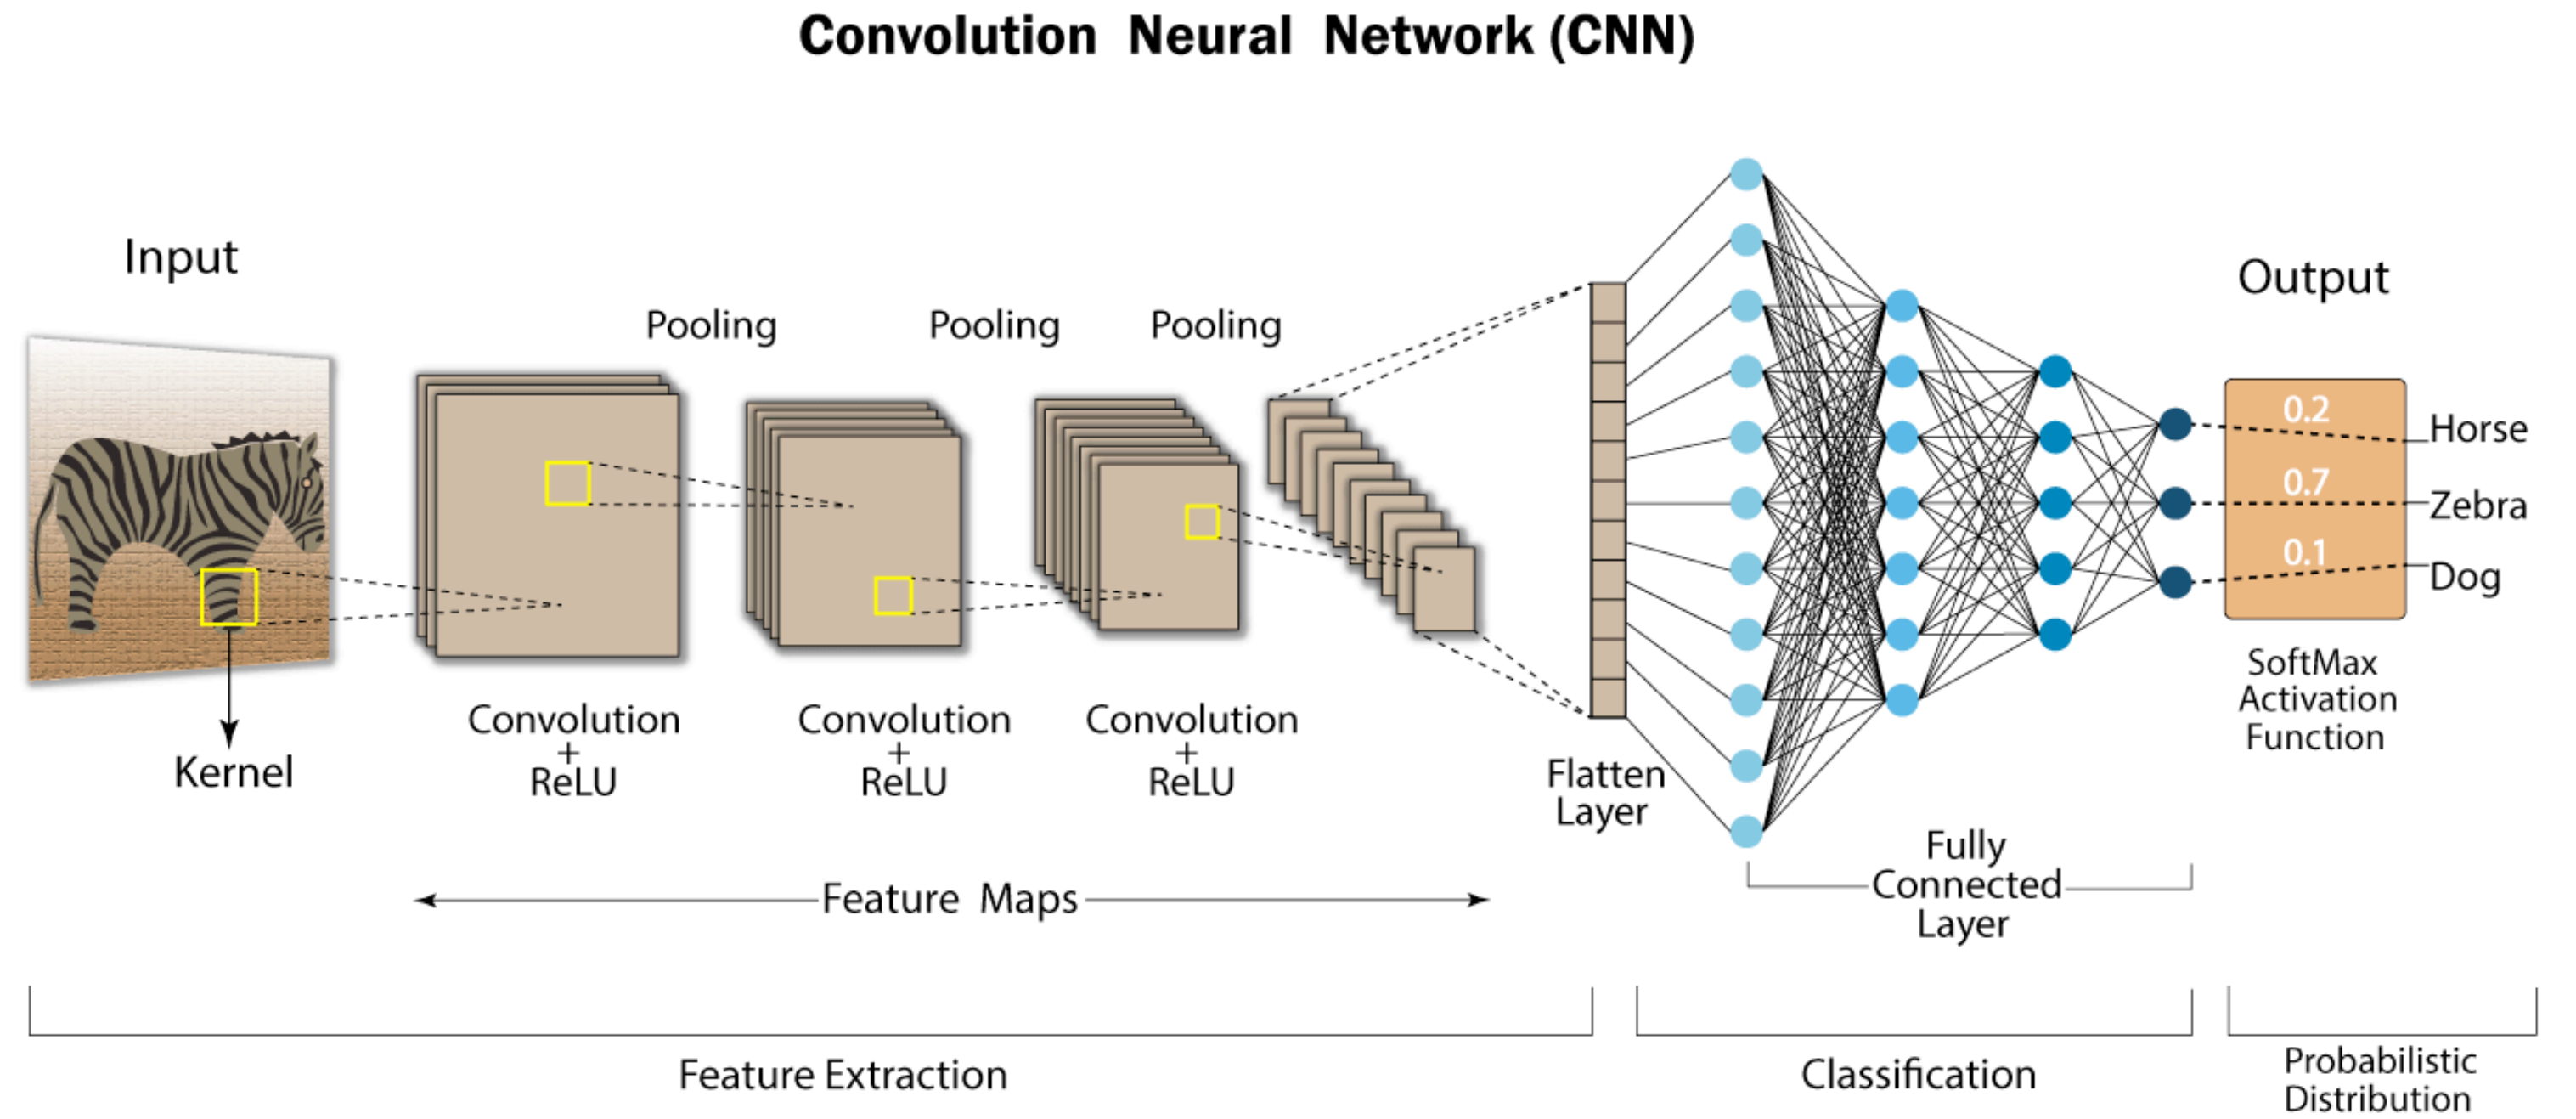 Convolution Neural Network (CNN)
Input
Kernel
Pooling
Pooling
Pooling
Convolution
+
ReLU
Convolution
+
ReLU
Convolution
+
ReLU
Feature Maps
Flatten
Layer
Fully
Connected
Layer
Output
0.2
Horse
0.7
Zebra
0.1
Dog
SoftMax
Activation
Function
Feature Extraction
Classification
Probabilistic
Distribution